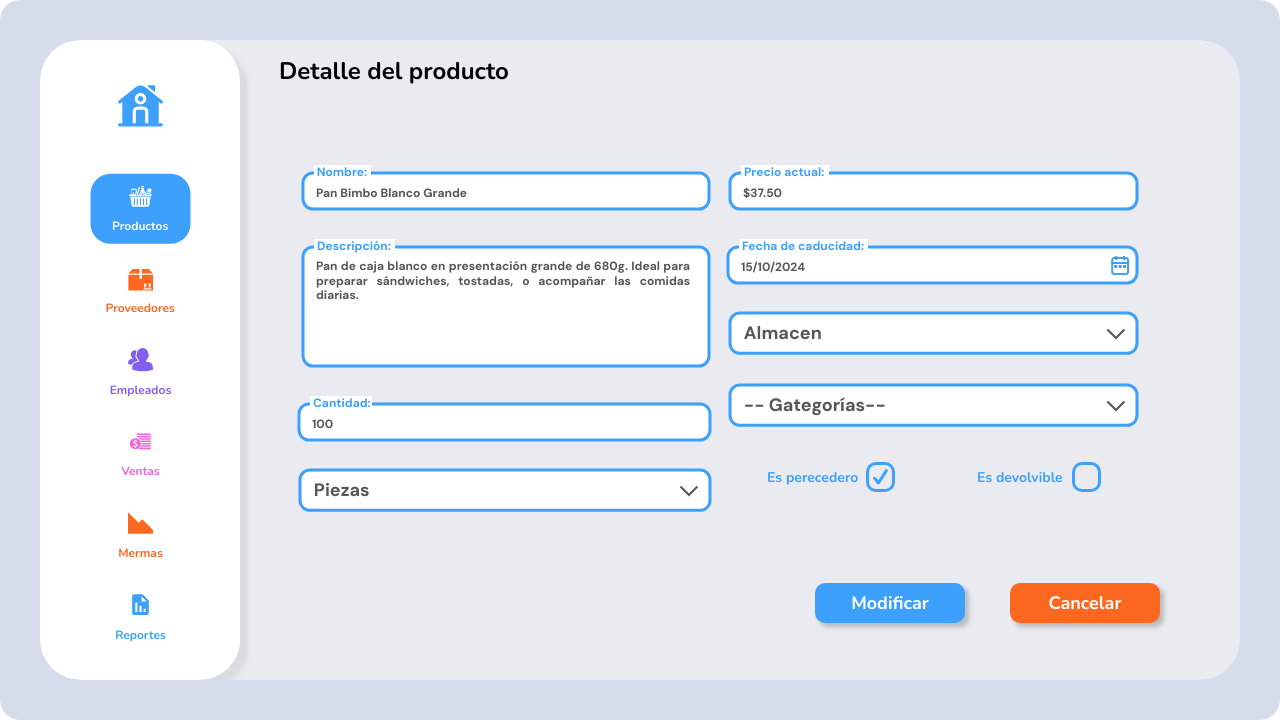 Detalle del producto
Productos
Proveedores
Empleados
Ventas
Mermas
Reportes
Nombre:
Pan Bimbo Blanco Grande
Descripción:
Pan de caja blanco en presentación grande de 680g. Ideal para
preparar sándwiches, tostadas, o acompañar las comidas
diarias.
Cantidad:
100
Piezas
Precio actual:
$37.50
Fecha de caducidad:
15/10/2024
Almacen
-- Gategorías--
Es perecedero
Es devolvible
Modificar
Cancelar